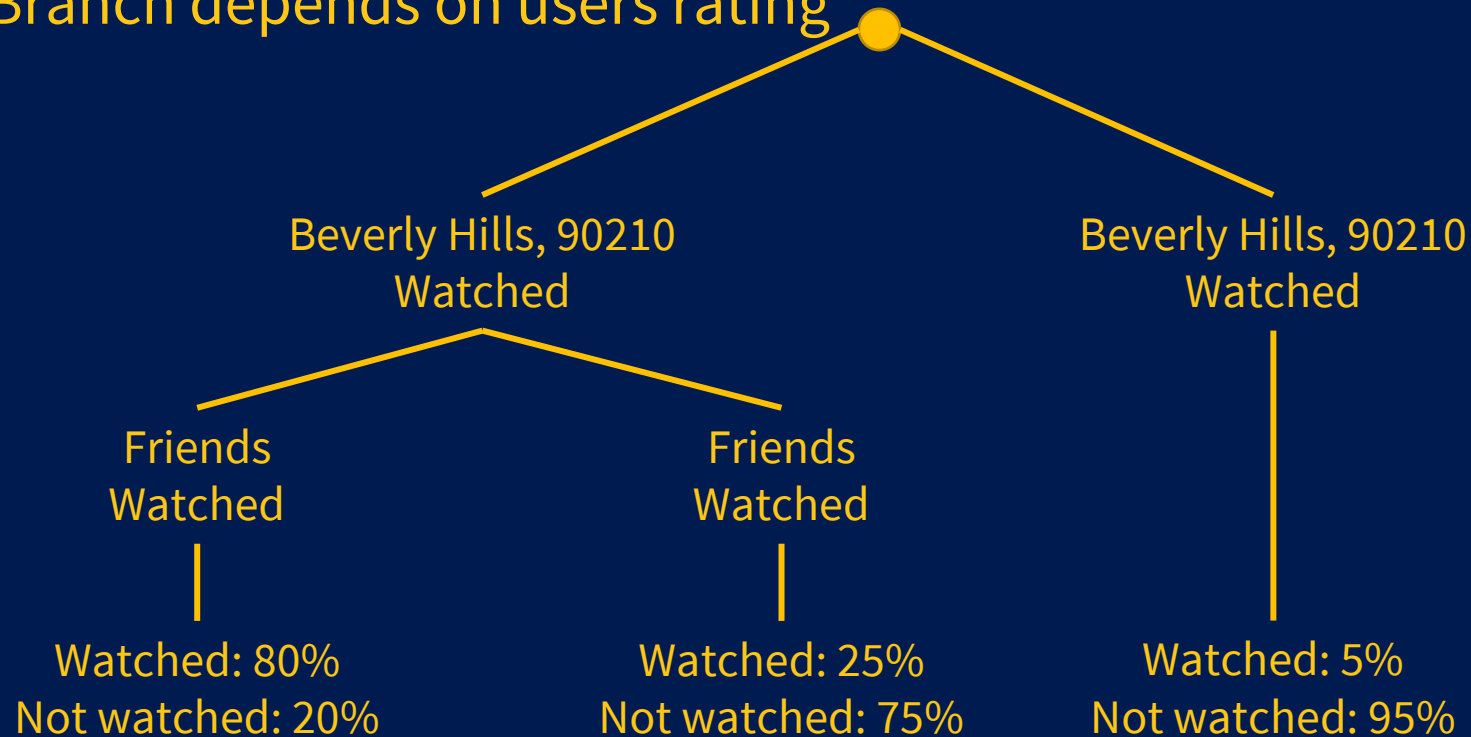 Branch depends on users rating
Beverly Hills, 90210
Watched
Beverly Hills, 90210
Watched
Friends
Watched
Friends
Watched
Watched: 80%
Not watched: 20%
Watched: 25%
Not watched: 75%
Watched: 5%
Not watched: 95%